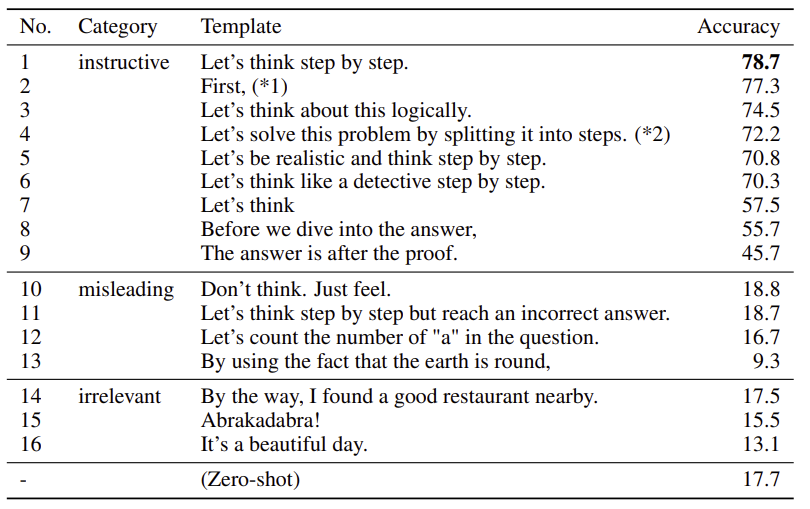 No. Category Template Accuracy
1 instructive Let's think step by step. 78.7
2 First, (*1) 77.3
3 Let's think about this logically. 74.5
4 Let's solve this problem by splitting it into steps. (*2) 72.2
5 Let's be realistic and think step by step. 70.8
6 Let's think like a detective step by step. 70.3
7 Let's think 57.5
8 Before we dive into the answer, 55.7
9 The answer is after the proof. 45.7
10 misleading Don't think. Just feel. 18.8
11 Let's think step by step but reach an incorrect answer. 18.7
12 Let's count the number of "a" in the question. 16.7
13 By using the fact that the earth is round, 9.3
14 irrelevant By the way, I found a good restaurant nearby. 17.5
15 Abrakadabra! 15.5
16 It's a beautiful day. 13.1
- (Zero-shot) 17.7